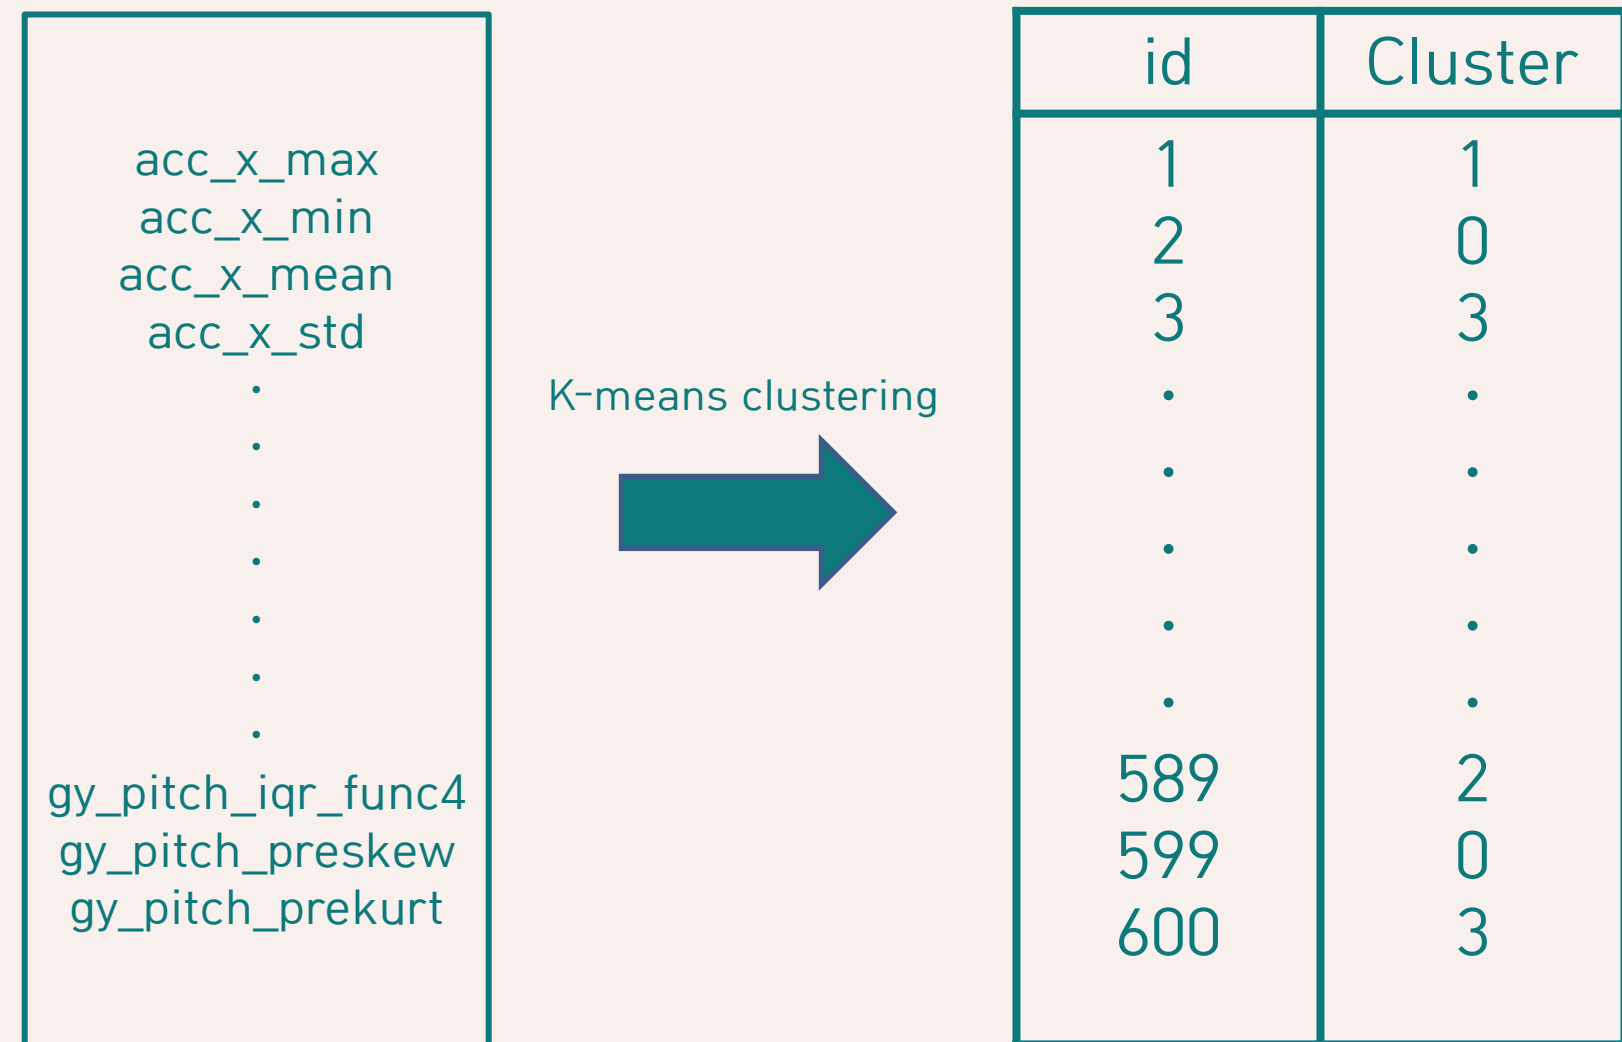 acc_x_max
acc_x_min
acc_x_mean
acc_x_std
.
.
.
.
.
.
.
gy_pitch_iqr_func4
gy_pitch_preskew
gy_pitch_prekurt
K-means clustering
id Cluster
1 1
2 0
3 3
. .
. .
. .
. .
. .
589 2
599 0
600 3